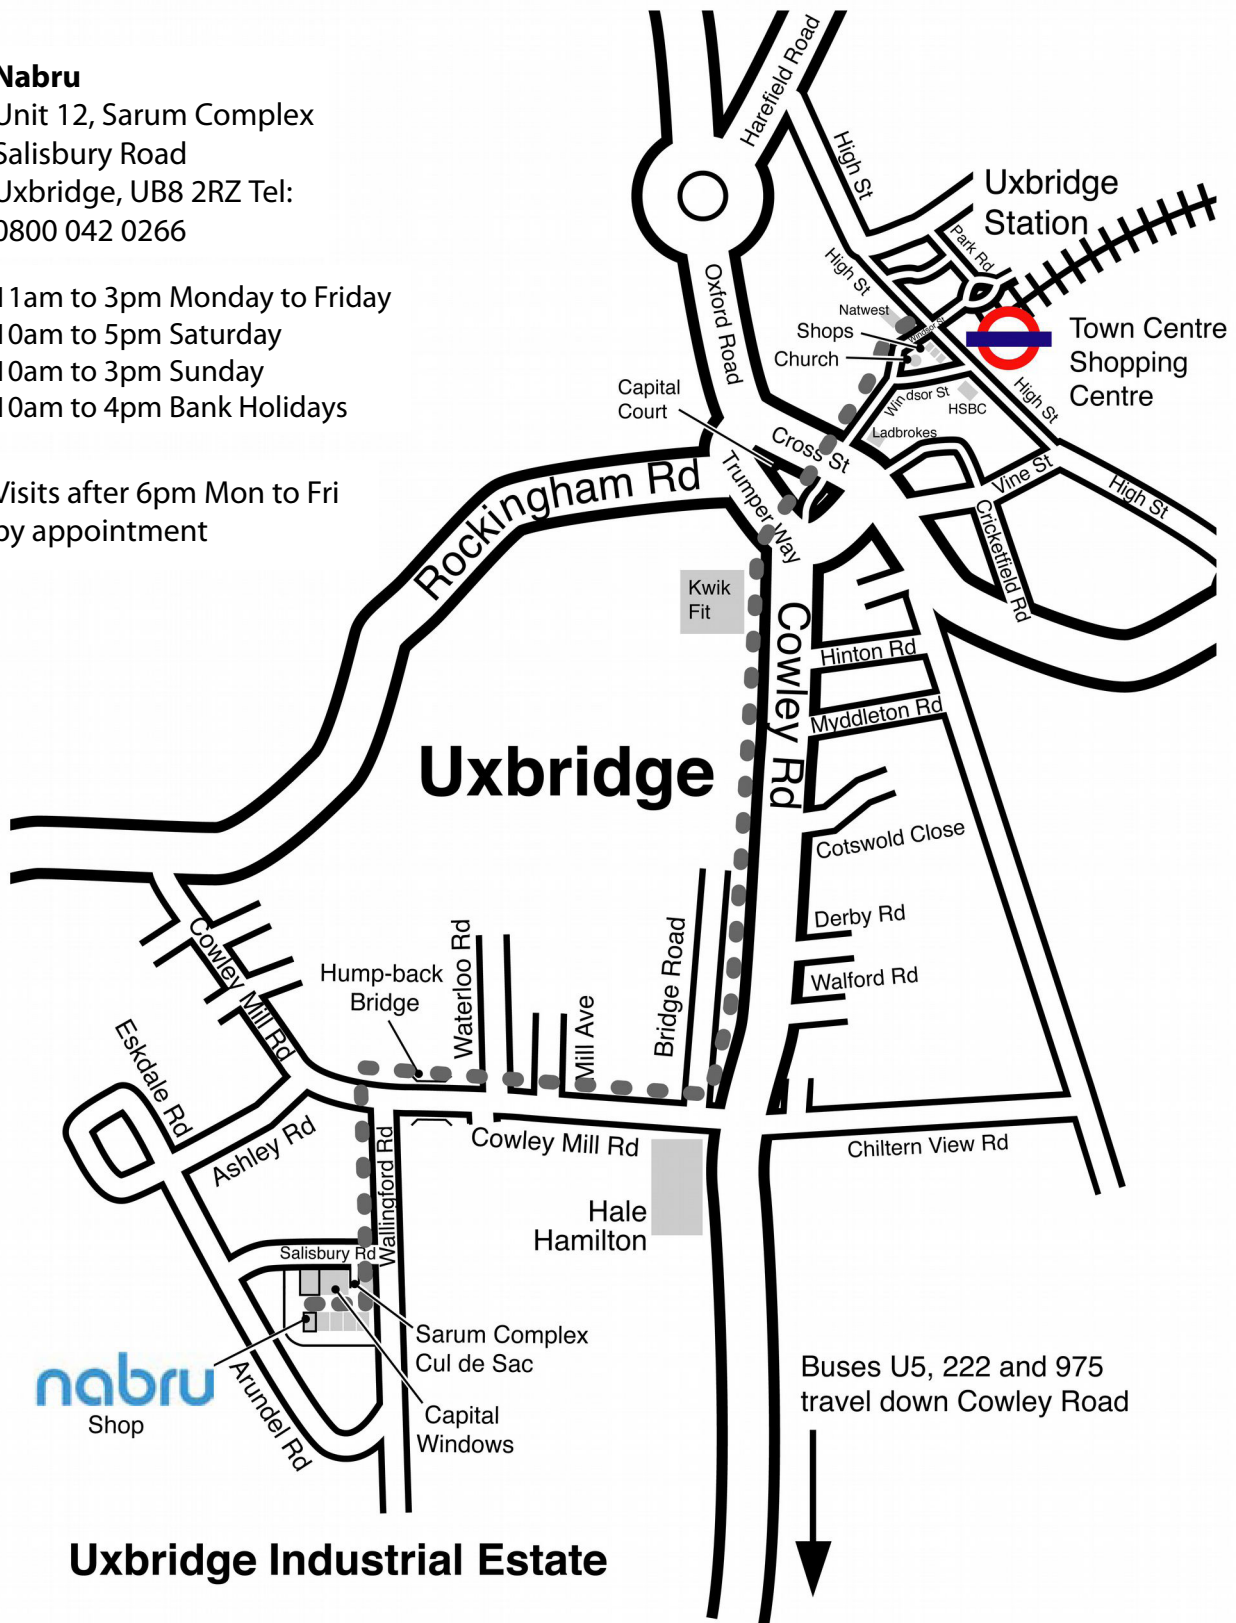 Nabru
Unit 12, Sarum Complex
Salisbury Road
Uxbridge, UB8 2RZ Tel:
0800 042 0266
11am to 3pm Monday to Friday
10am to 5pm Saturday
10am to 3pm Sunday
10am to 4pm Bank Holidays
Visits after 6pm Mon to Fri
by appointment
Harefield Road
High St
Uxbridge
Station
Park Rd
High St
Oxford Road
Natwest
Windsor St
Shops
Church
Town Centre
Shopping
Centre
Capital
Court
High St
Windsor St
HSBC
Ladbrokes
Cross St
Trumper Way
Vine St
High St
Rockingham Rd
Cricketfield Rd
Kwik
Fit
Cowley Rd
Hinton Rd
Myddleton Rd
Uxbridge
Cotswold Close
Derby Rd
Walford Rd
Cowley Mill Rd
Hump-back
Bridge
Waterloo Rd
Mill Ave
Bridge Road
Eskdale Rd
Ashley Rd
Cowley Mill Rd
Chiltern View Rd
Wallingford Rd
Hale
Hamilton
Salisbury Rd
Sarum Complex
Cul de Sac
nabru
Shop
Arundel Rd
Capital
Windows
Buses U5, 222 and 975
travel down Cowley Road
Uxbridge Industrial Estate